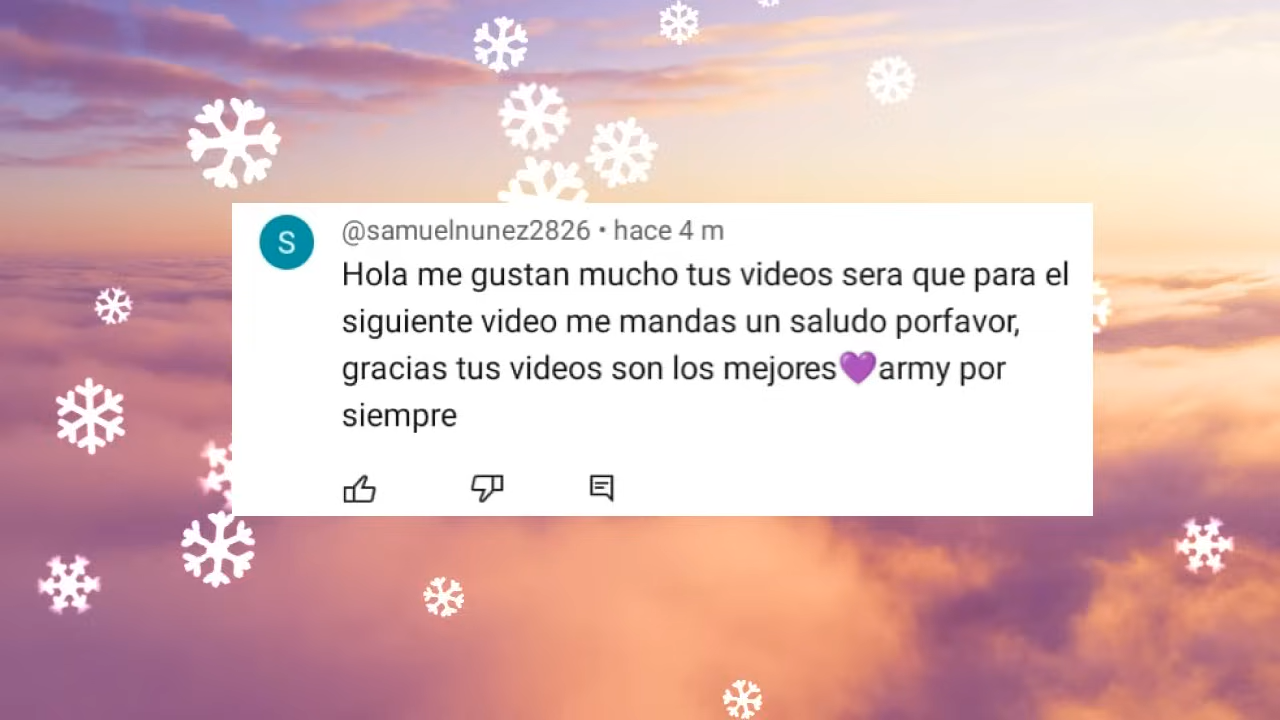 S
@samuelnunez2826 • hace 4 m
Hola me gustan mucho tus videos sera que para el
siguiente video me mandas un saludo porfavor,
gracias tus videos son los mejores💜army por
siempre